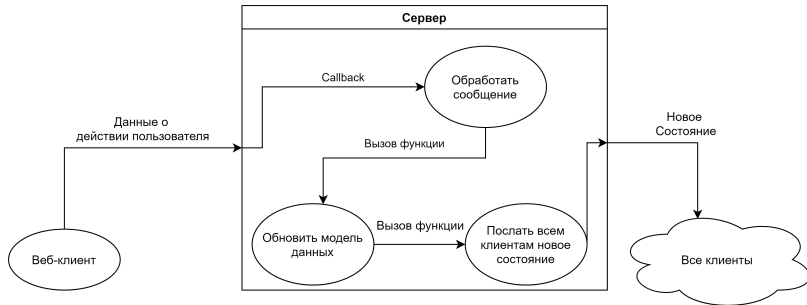 Сервер
Callback
Обработать
сообщение
Данные о
действии пользователя
Вызов функции
Новое
Состояние
Веб-клиент
Обновить модель
данных
Вызов функции
Послать всем
клиентам новое
состояние
Все клиенты